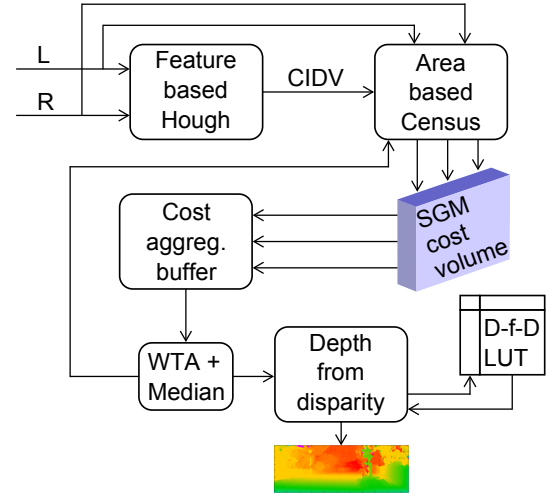 L
R
Feature
based
Hough
CIDV
Area
based
Census
SGM
cost
volume
Cost
aggreg.
buffer
WTA +
Median
Depth
from
disparity
D-f-D
LUT